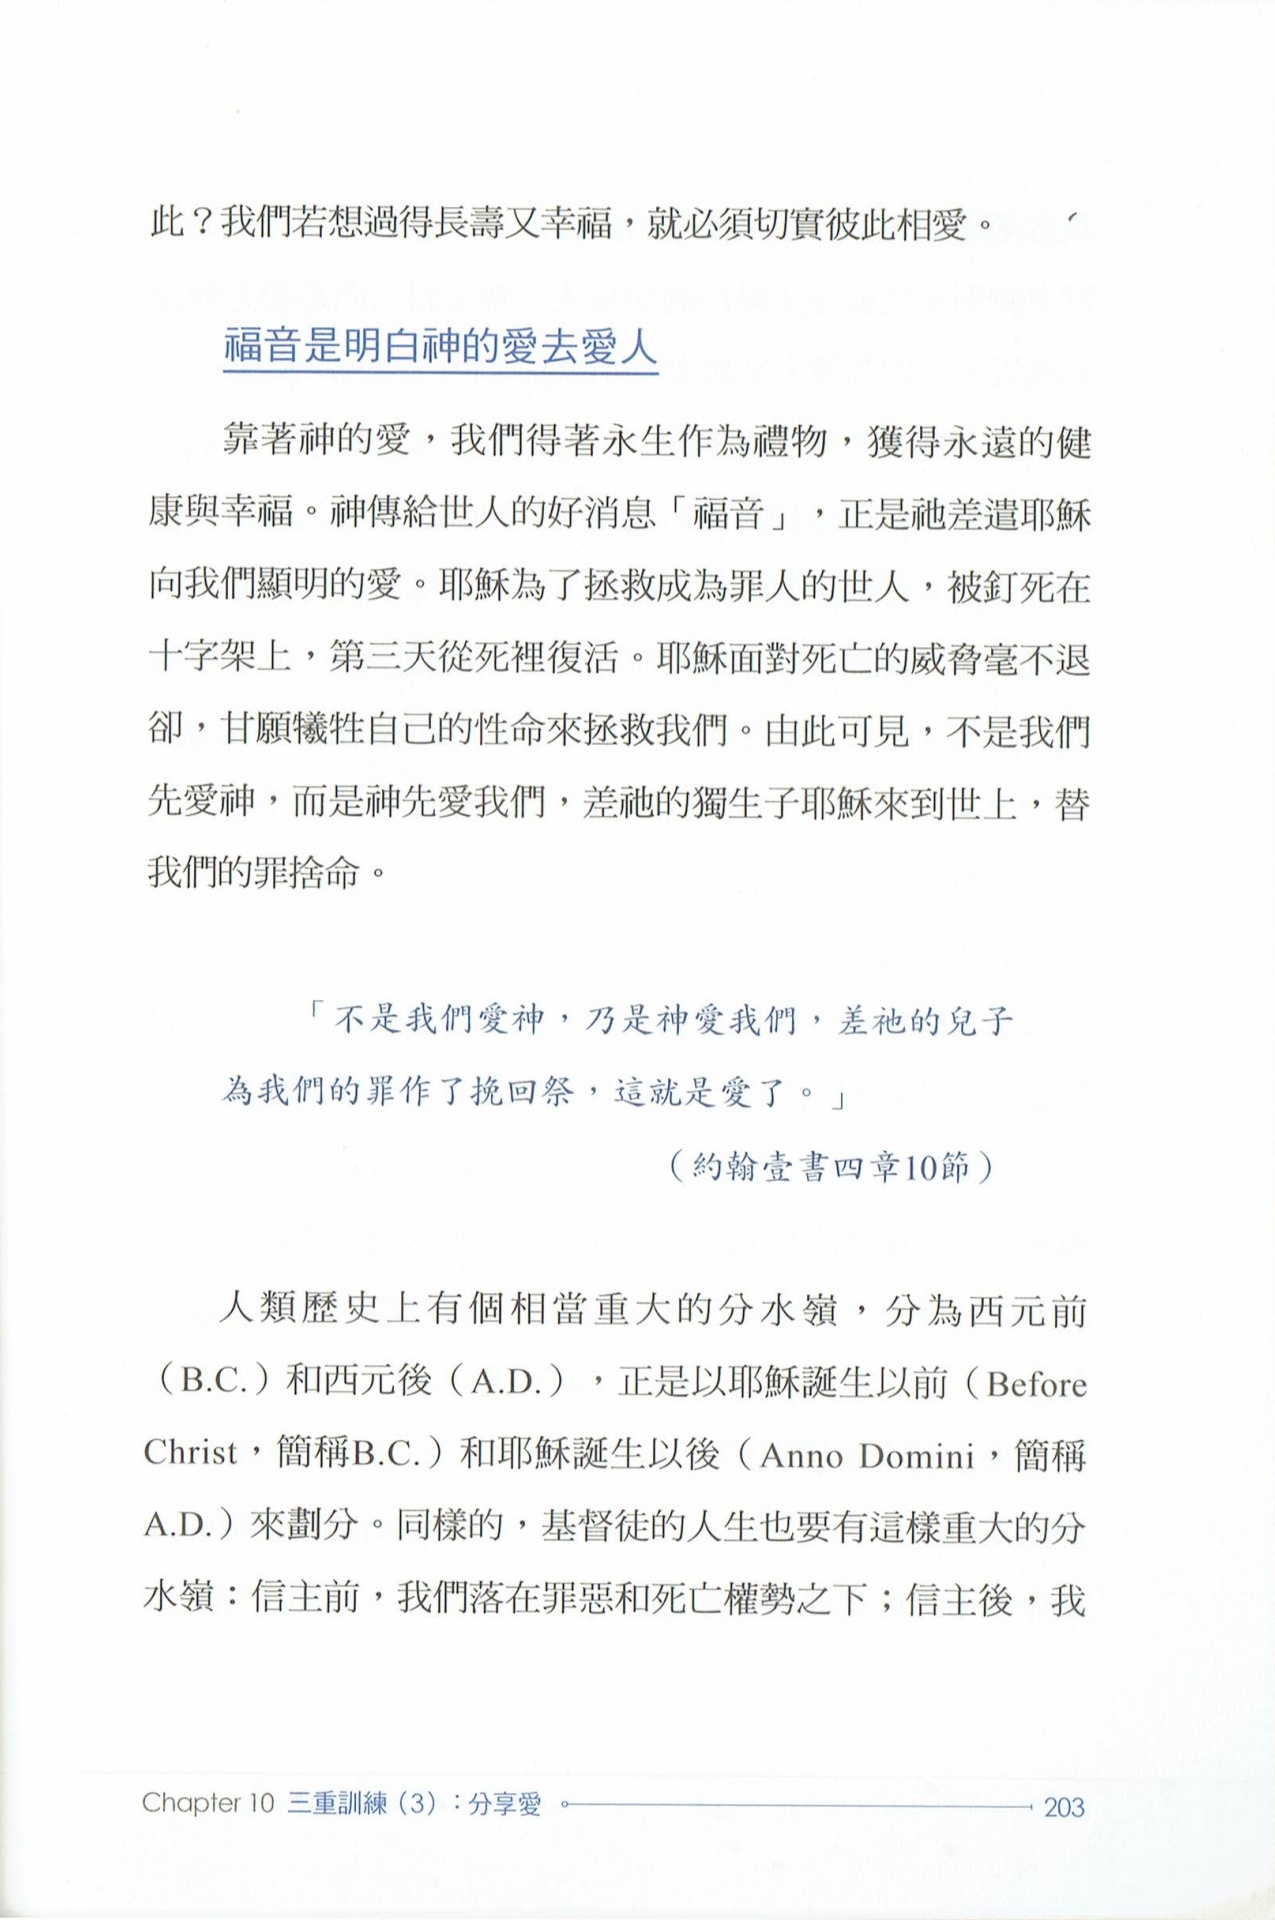 此？我們若想過得長壽又幸福，就必須切實彼此相愛。
福音是明白神的愛去愛人
靠著神的愛，我們得著永生作為禮物，獲得永遠的健
康與幸福。神傳給世人的好消息「福音」，正是祂差遣耶穌
向我們顯明的愛。耶穌為了拯救成為罪人的世人，被釘死在
十字架上，第三天從死裡復活。耶穌面對死亡的威脅毫不退
卻，甘願犧牲自己的性命來拯救我們。由此可見，不是我們
先愛神，而是神先愛我們，差祂的獨生子耶穌來到世上，替
我們的罪捨命。
「不是我們愛神，乃是神愛我們，差祂的兒子
為我們的罪作了挽回祭，這就是愛了。」
（約翰壹書四章10節）
人類歷史上有個相當重大的分水嶺，分為西元前
（B.C.）和西元後（A.D.），正是以耶穌誕生以前（Before
Christ，簡稱B.C.）和耶穌誕生以後（Anno Domini，簡稱
A.D.）來劃分。同樣的，基督徒的人生也要有這樣重大的分
水嶺：信主前，我們落在罪惡和死亡權勢之下；信主後，我
Chapter 10 三重訓練（3）：分享愛 203